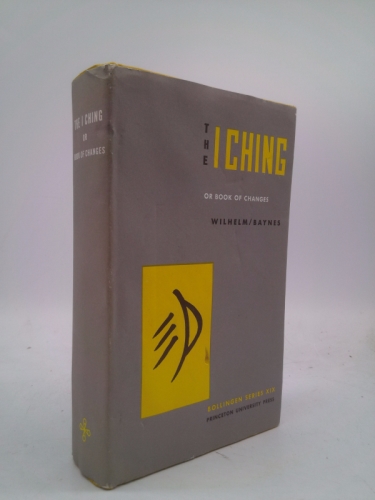 THE I CHING
OR
BOOK OF CHANGES
THE
I CHING
OR BOOK OF CHANGES
WILHELM/BAYNES
BOLLINGEN SERIES XIX
PRINCETON UNIVERSITY PRESS